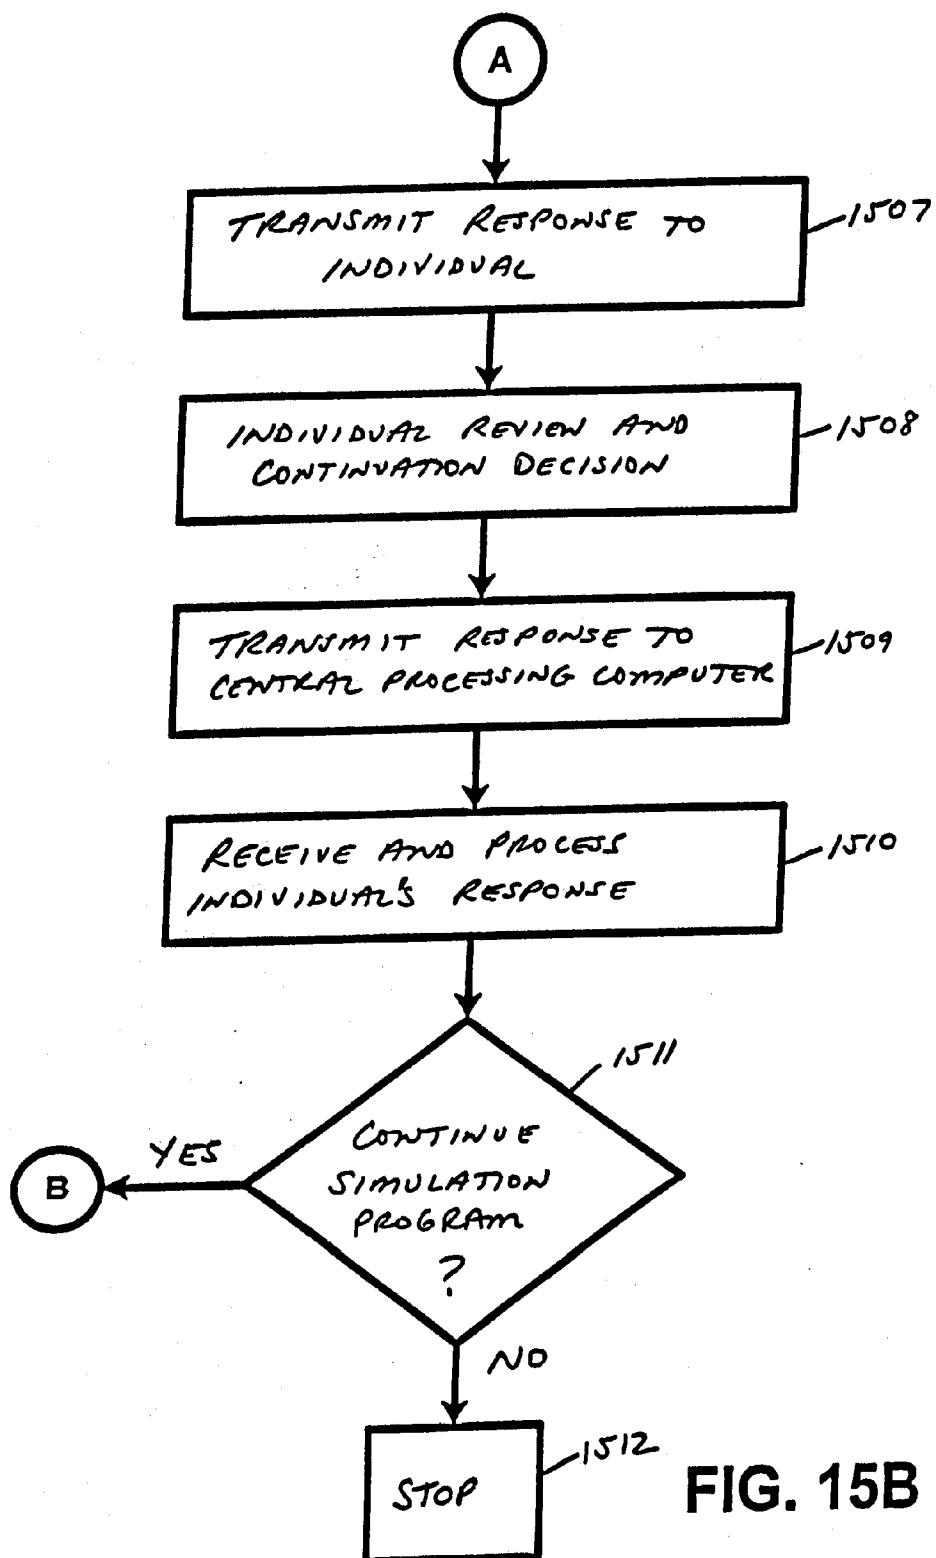 A
TRANSMIT RESPONSE TO
INDIVIDUAL
1507
INDIVIDUAL REVIEW AND
CONTINUATION DECISION
1508
TRANSMIT RESPONSE TO
CENTRAL PROCESSING COMPUTER
1509
RECEIVE AND PROCESS
INDIVIDUAL'S RESPONSE
1510
1511
CONTINUE
SIMULATION
PROGRAM
?
YES
B
NO
STOP
1512
FIG. 15B